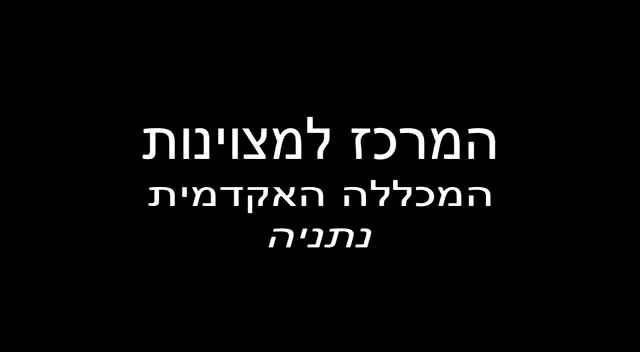 המרכז למצוינות
המכללה האקדמית
נתניה